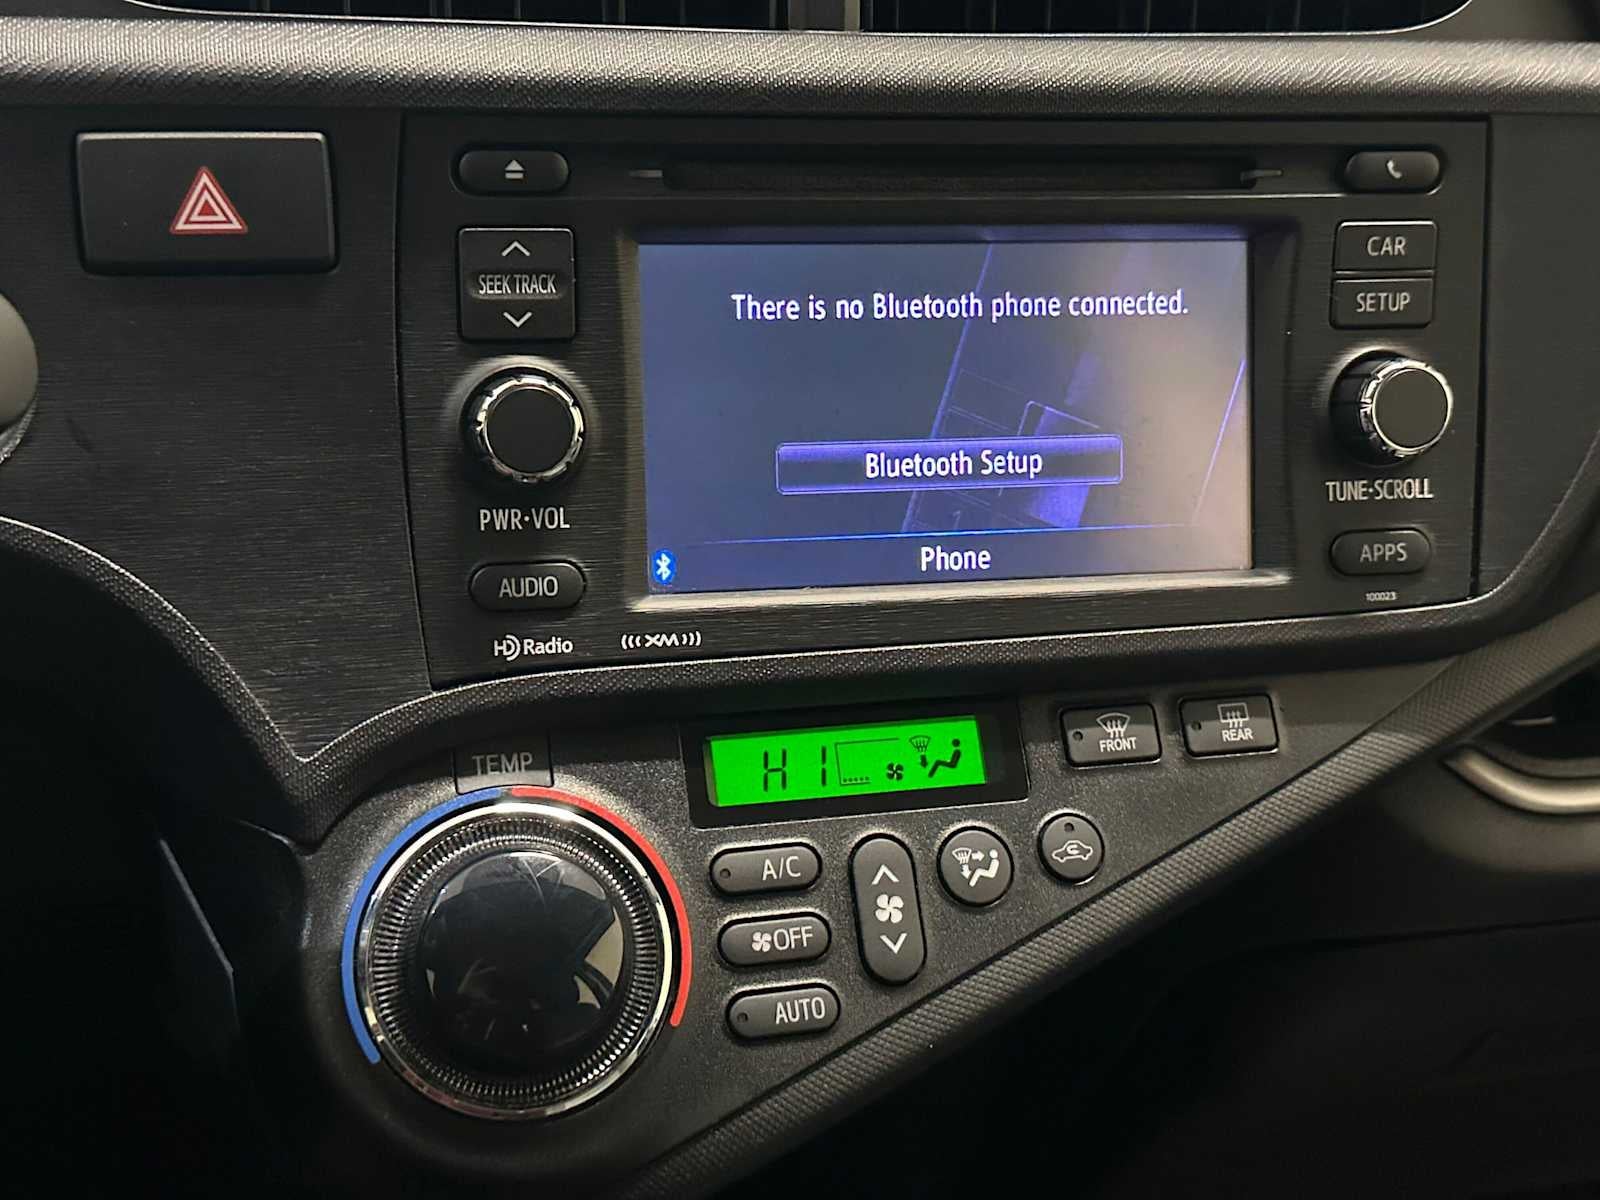 SEEK TRACK
PWR•VOL
AUDIO
HD Radio
XM
There is no Bluetooth phone connected.
Bluetooth Setup
Phone
CAR
SETUP
TUNE•SCROLL
APPS
100023
TEMP
HI
FRONT
REAR
A/C
OFF
AUTO